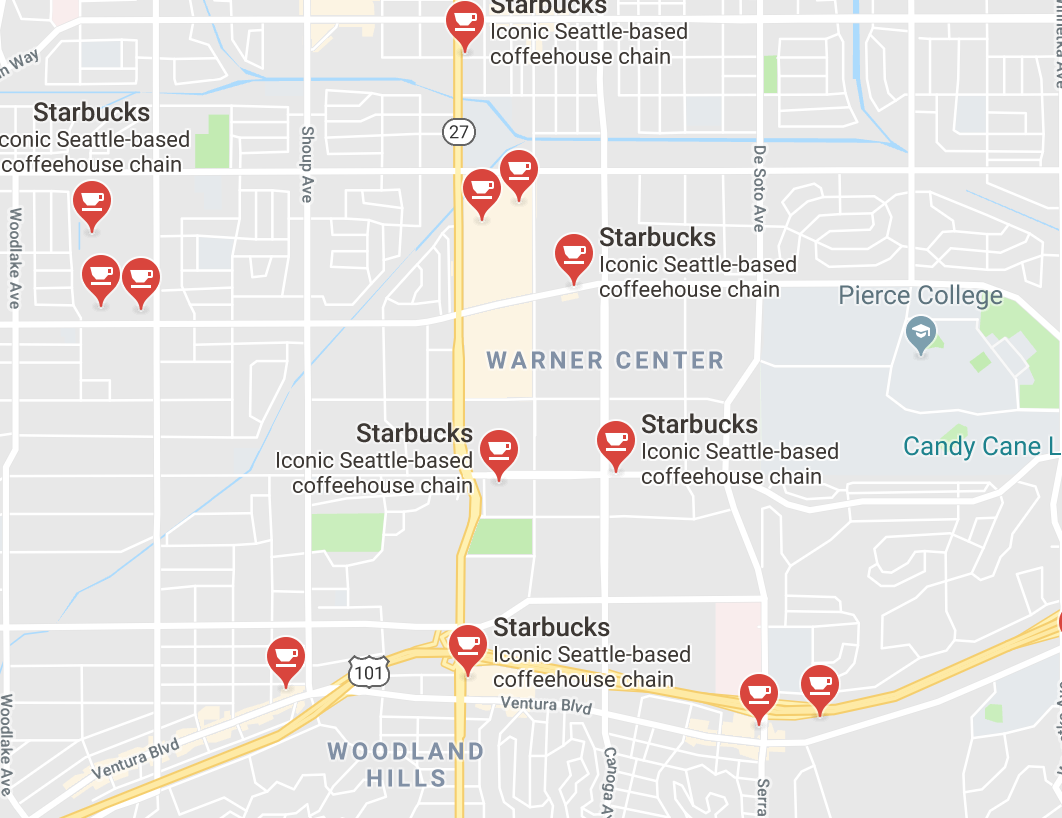 Starbucks
Iconic Seattle-based
coffeehouse chain
Way
Starbucks
coffeehouse chain
Seattle-based
27
Shoup Ave
De Soto Ave
Woodlake Ave
Starbucks
Iconic Seattle-based
coffeehouse chain
Pierce College
WARNER CENTER
Starbucks
Iconic Seattle-based
coffeehouse chain
Starbucks
Iconic Seattle-based
coffeehouse chain
Candy Cane L
Starbucks
Iconic Seattle-based
coffeehouse chain
101
Ventura Blvd
Woodlake Ave
Ventura Blvd
WOODLAND
HILLS
Canoga A
Serra